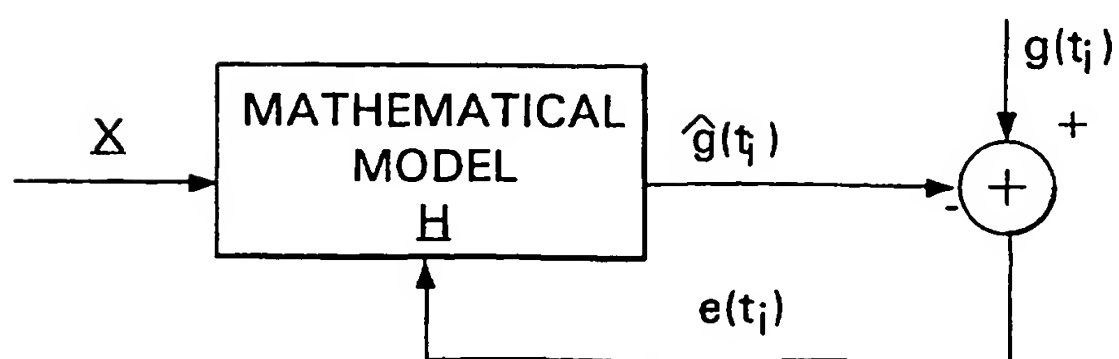 g(tj)
+
X
MATHEMATICAL
MODEL
H
ĝ(tj)
-
+
e(tj)